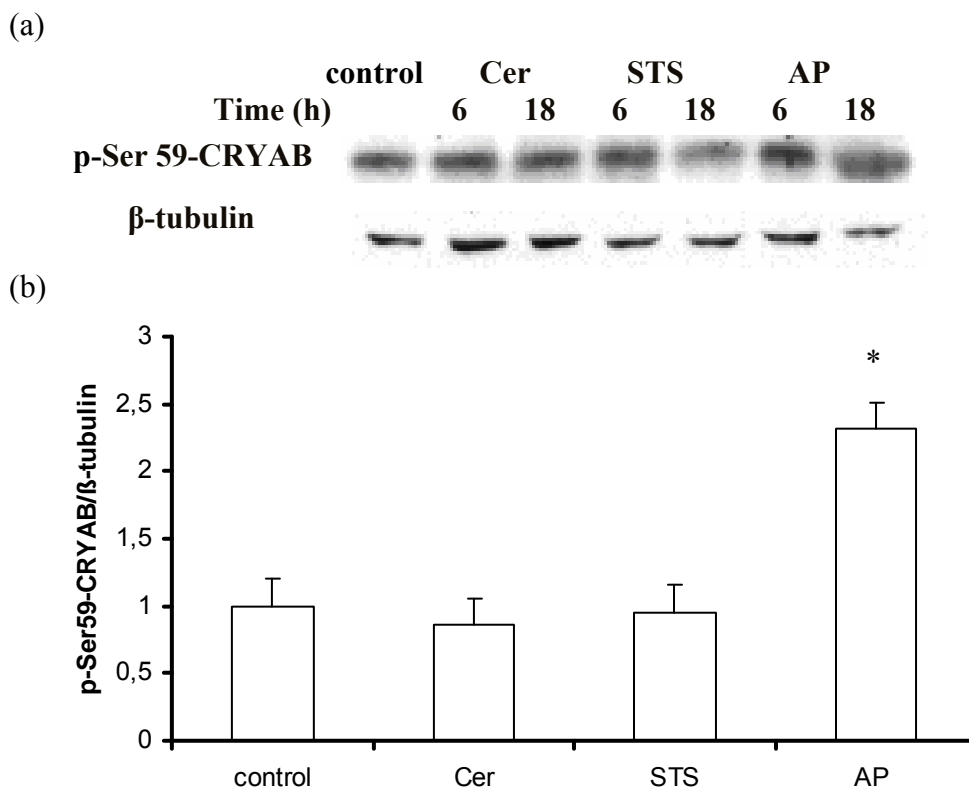 (a)
control Cer STS AP
Time (h) 6 18 6 18 6 18
p-Ser 59-CRYAB
β-tubulin
(b)
p-Ser59-CRYAB/ß-tubulin
3
2,5
2
1,5
1
0,5
0
*
control Cer STS AP